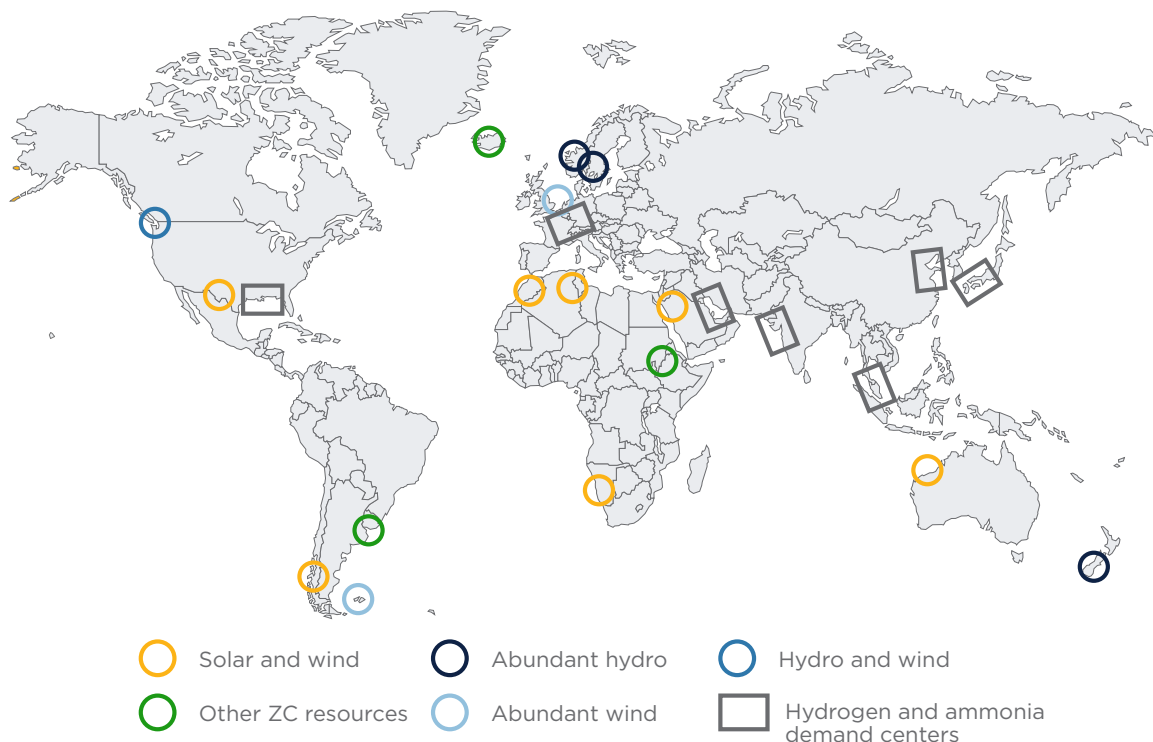 Solar and wind
Abundant hydro
Hydro and wind
Other ZC resources
Abundant wind
Hydrogen and ammonia
demand centers